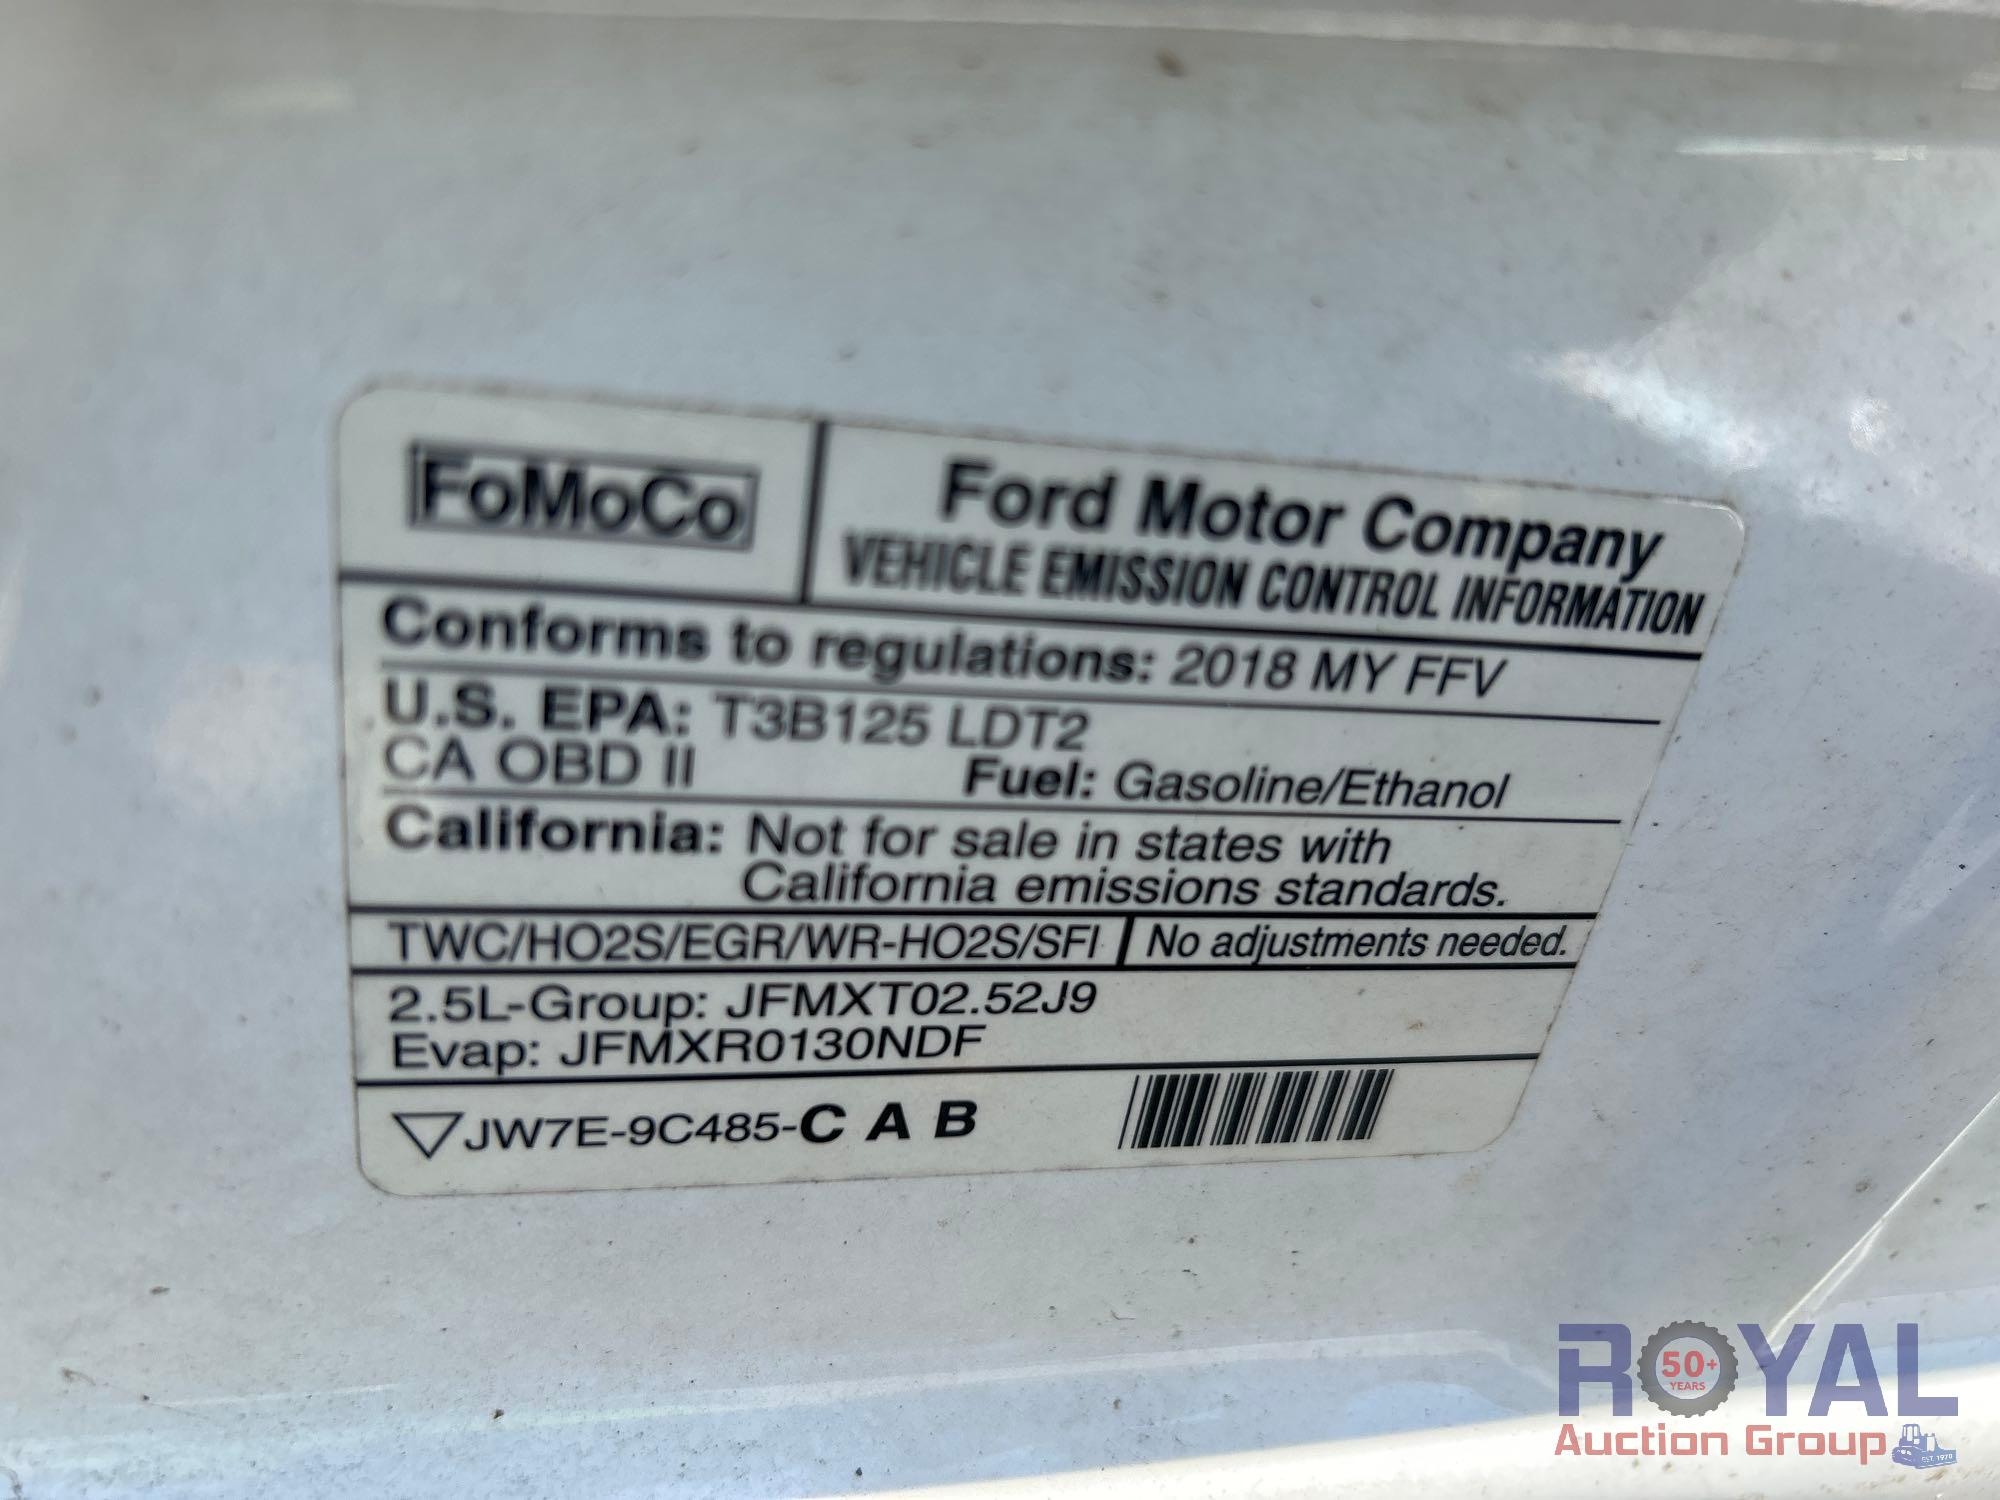 FoMoCo
Ford Motor Company
VEHICLE EMISSION CONTROL INFORMATION
Conforms to regulations: 2018 MY FFV
U.S. EPA: T3B125 LDT2
CA OBD II Fuel: Gasoline/Ethanol
California: Not for sale in states with
California emissions standards.
TWC/HO2S/EGR/WR-HO2S/SFI No adjustments needed.
2.5L-Group: JFMXT02.52J9
Evap: JFMXR0130NDF
JW7E-9C485-C A B
ROYAL
50+
YEARS
Auction Group
EST. 1970